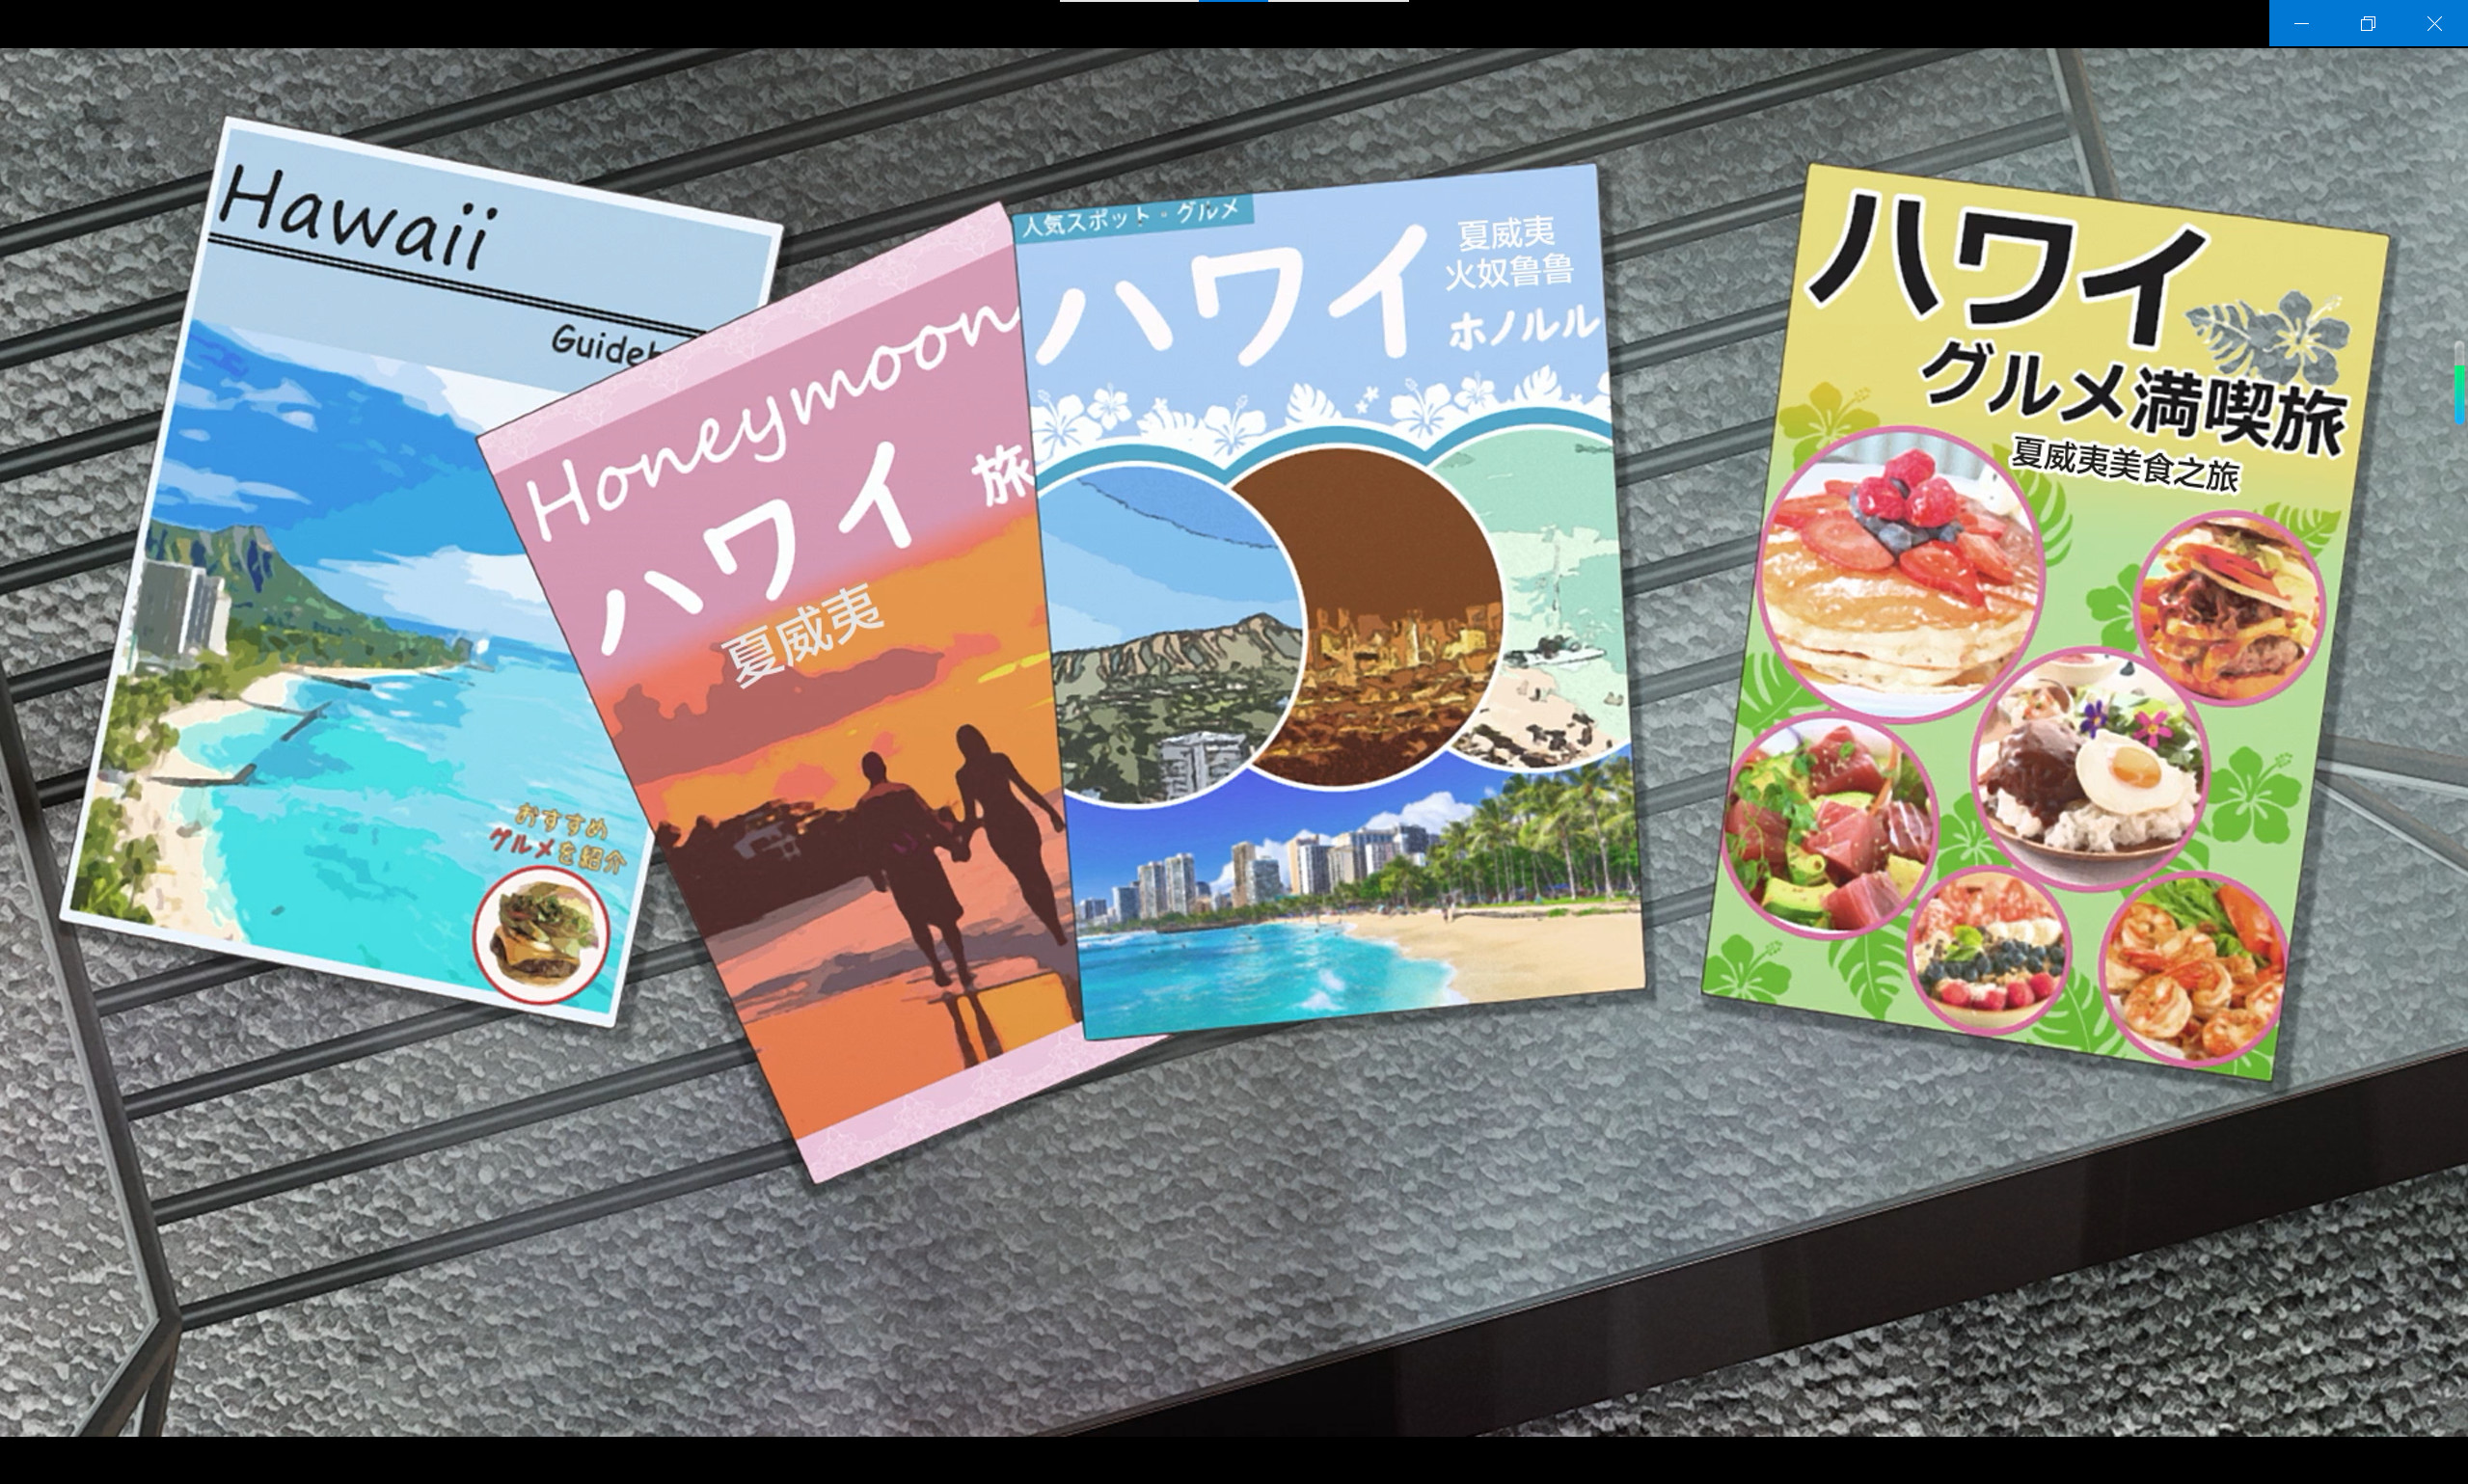 Hawaii
Guideb
おすすめ
グルメを紹介
Honeymoon
ハワイ 旅
夏威夷
人気スポット・グルメ
ハワイ
夏威夷
火奴鲁鲁
ホノルル
ハワイ
グルメ満喫旅
夏威夷美食之旅